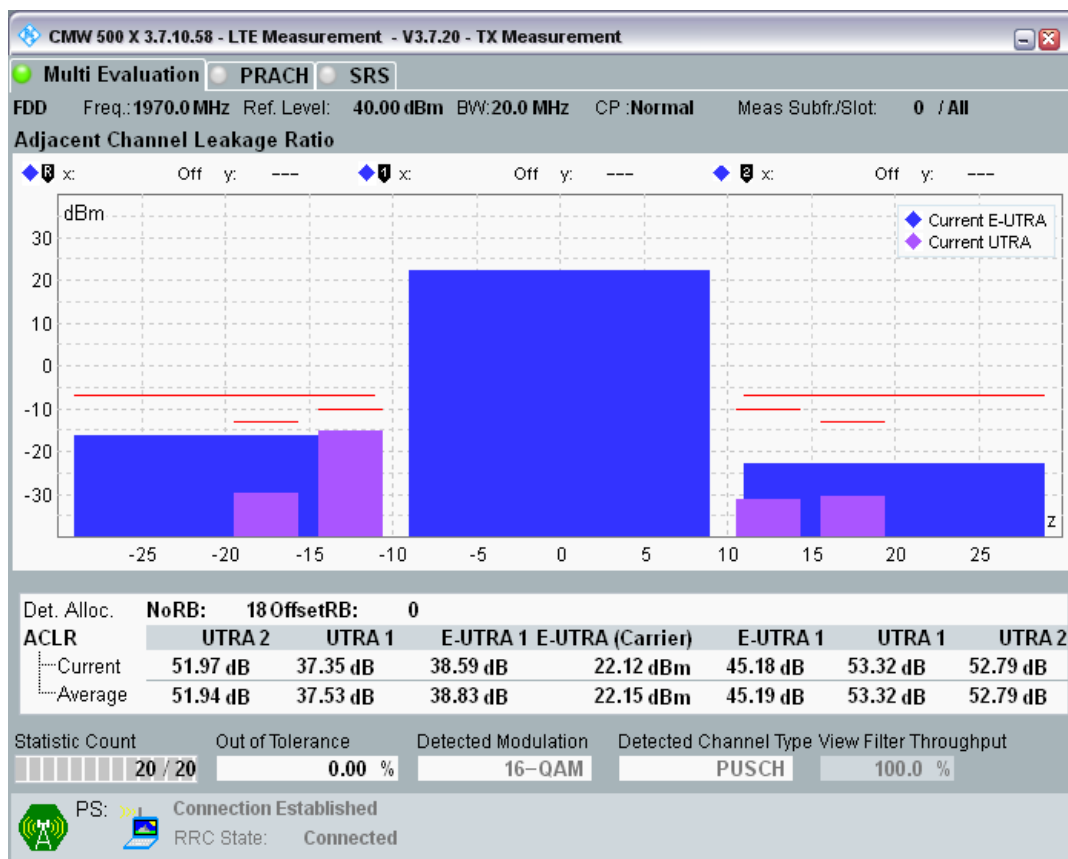 CMW 500 X 3.7.10.58 - LTE Measurement - V3.7.20 - TX Measurement
Multi Evaluation PRACH SRS
FDD Freq.:1970.0 MHz Ref. Level: 40.00 dBm BW:20.0 MHz CP :Normal Meas Subfr./Slot: 0 / All
Adjacent Channel Leakage Ratio
R x: Off y: --- 1 x: Off y: --- 2 x: Off y: ---
dBm
Current E-UTRA
Current UTRA
30
20
10
0
-10
-20
-30
z
-25 -20 -15 -10 -5 0 5 10 15 20 25
Det. Alloc. NoRB: 18 OffsetRB: 0
ACLR UTRA 2 UTRA 1 E-UTRA 1 E-UTRA (Carrier) E-UTRA 1 UTRA 1 UTRA 2
Current 51.97 dB 37.35 dB 38.59 dB 22.12 dBm 45.18 dB 53.32 dB 52.79 dB
Average 51.94 dB 37.53 dB 38.83 dB 22.15 dBm 45.19 dB 53.32 dB 52.79 dB
Statistic Count Out of Tolerance Detected Modulation Detected Channel Type View Filter Throughput
20 / 20 0.00 % 16-QAM PUSCH 100.0 %
PS: Connection Established
RRC State: Connected